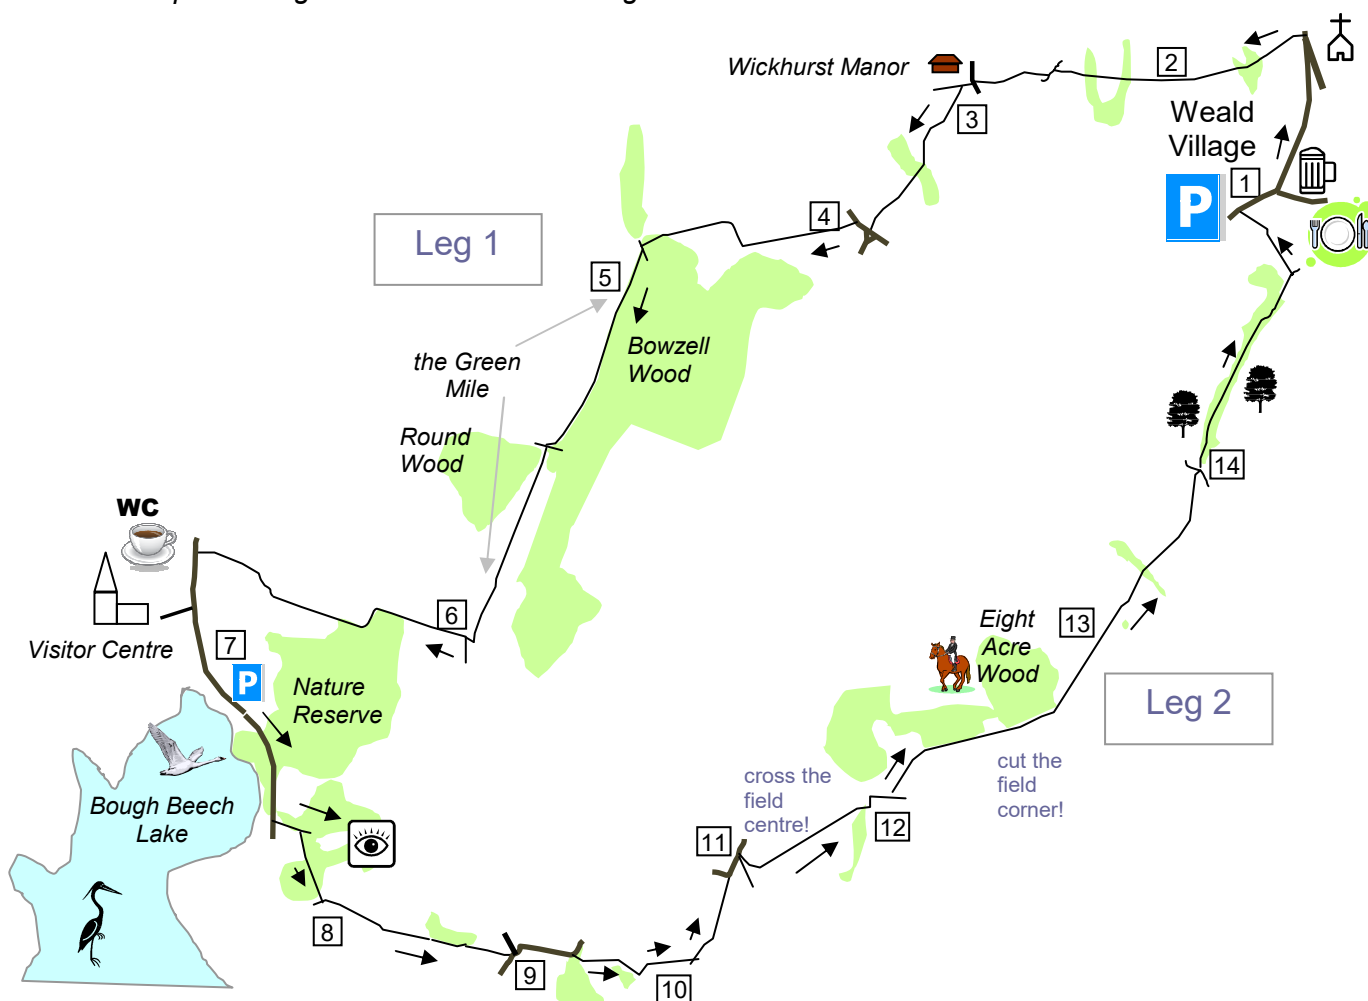 Wickhurst Manor
2
Weald
Village
3
1
P
4
Leg 1
5
Bowzell
Wood
the Green
Mile
Round
Wood
14
WC
6
Eight
Acre
Wood
13
Visitor Centre
7
P
Nature
Reserve
Leg 2
cross the
field
centre!
cut the
field
corner!
Bough Beech
Lake
12
11
8
9
10